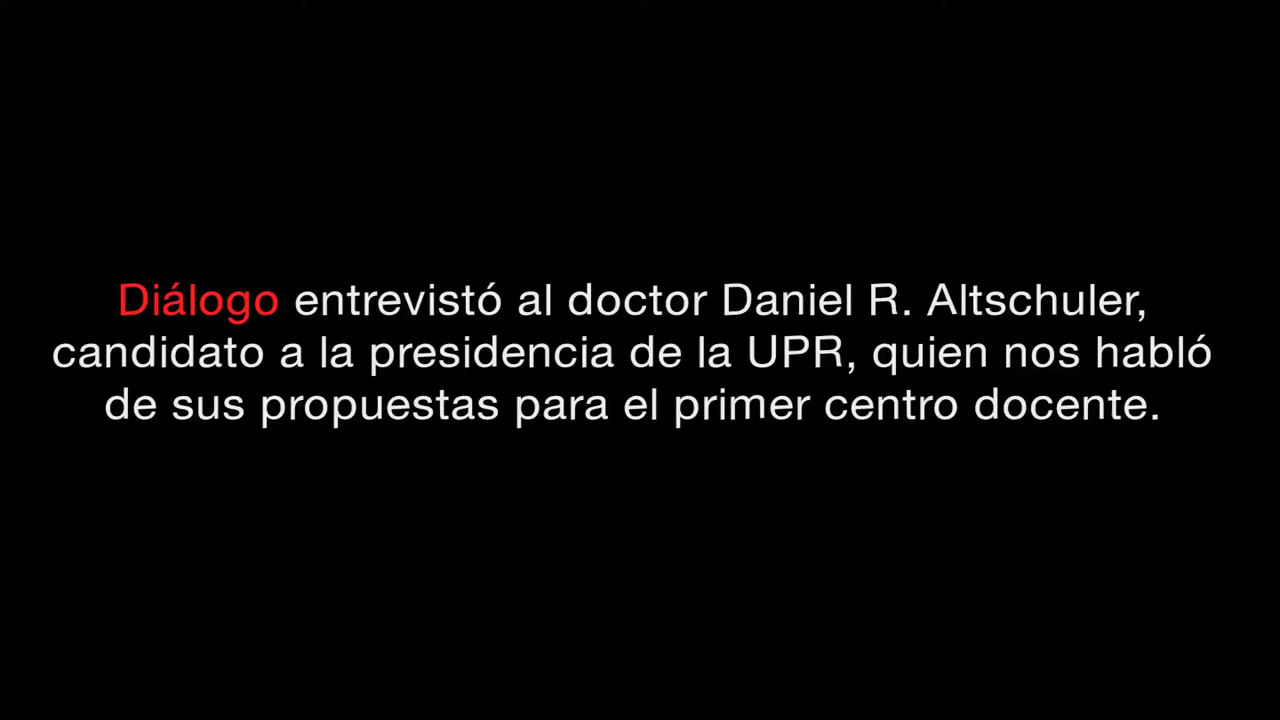 Diálogo entrevistó al doctor Daniel R. Altschuler,
candidato a la presidencia de la UPR, quien nos habló
de sus propuestas para el primer centro docente.